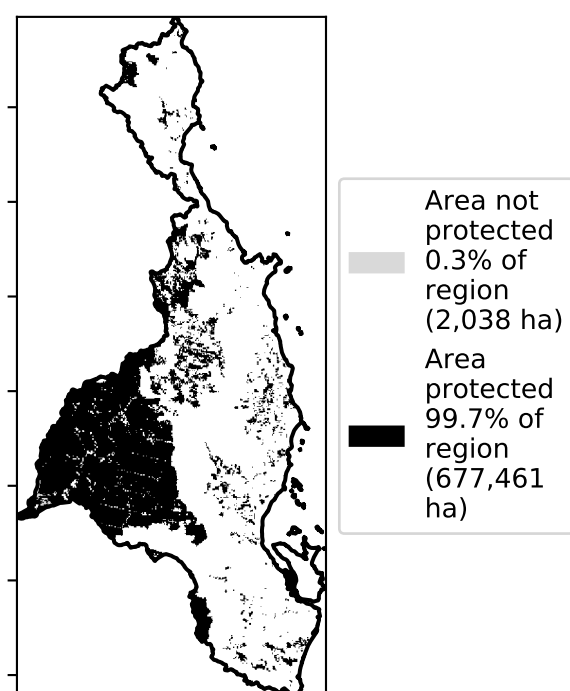 Area not
protected
0.3% of
region
(2,038 ha)
Area
protected
99.7% of
region
(677,461
ha)